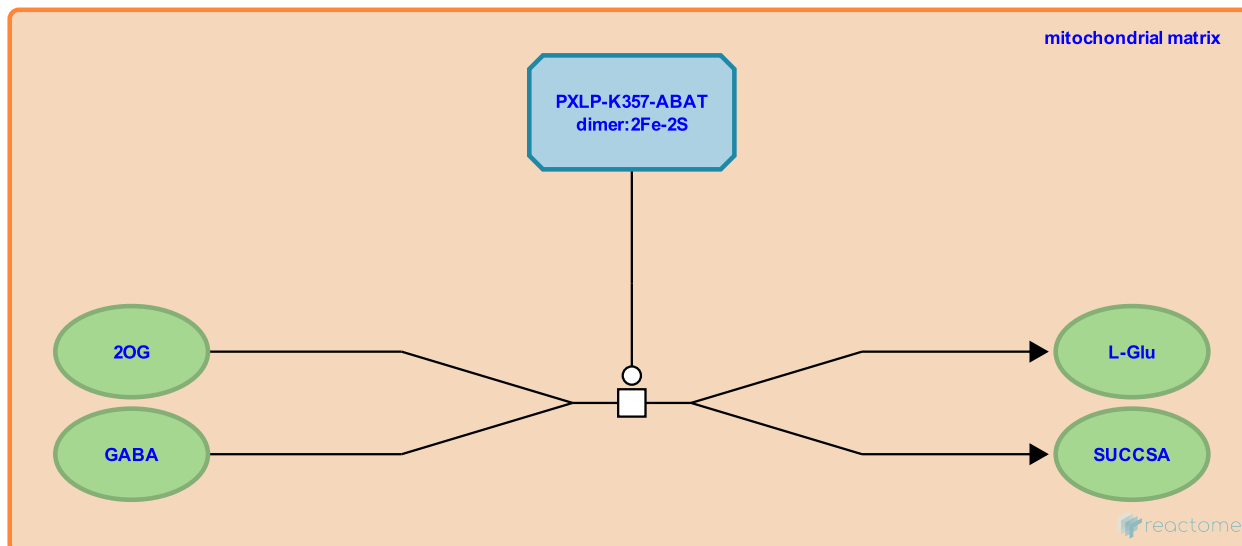 mitochondrial matrix
PXLP-K357-ABAT
dimer:2Fe-2S
2OG
L-Glu
GABA
SUCCSA
reactome